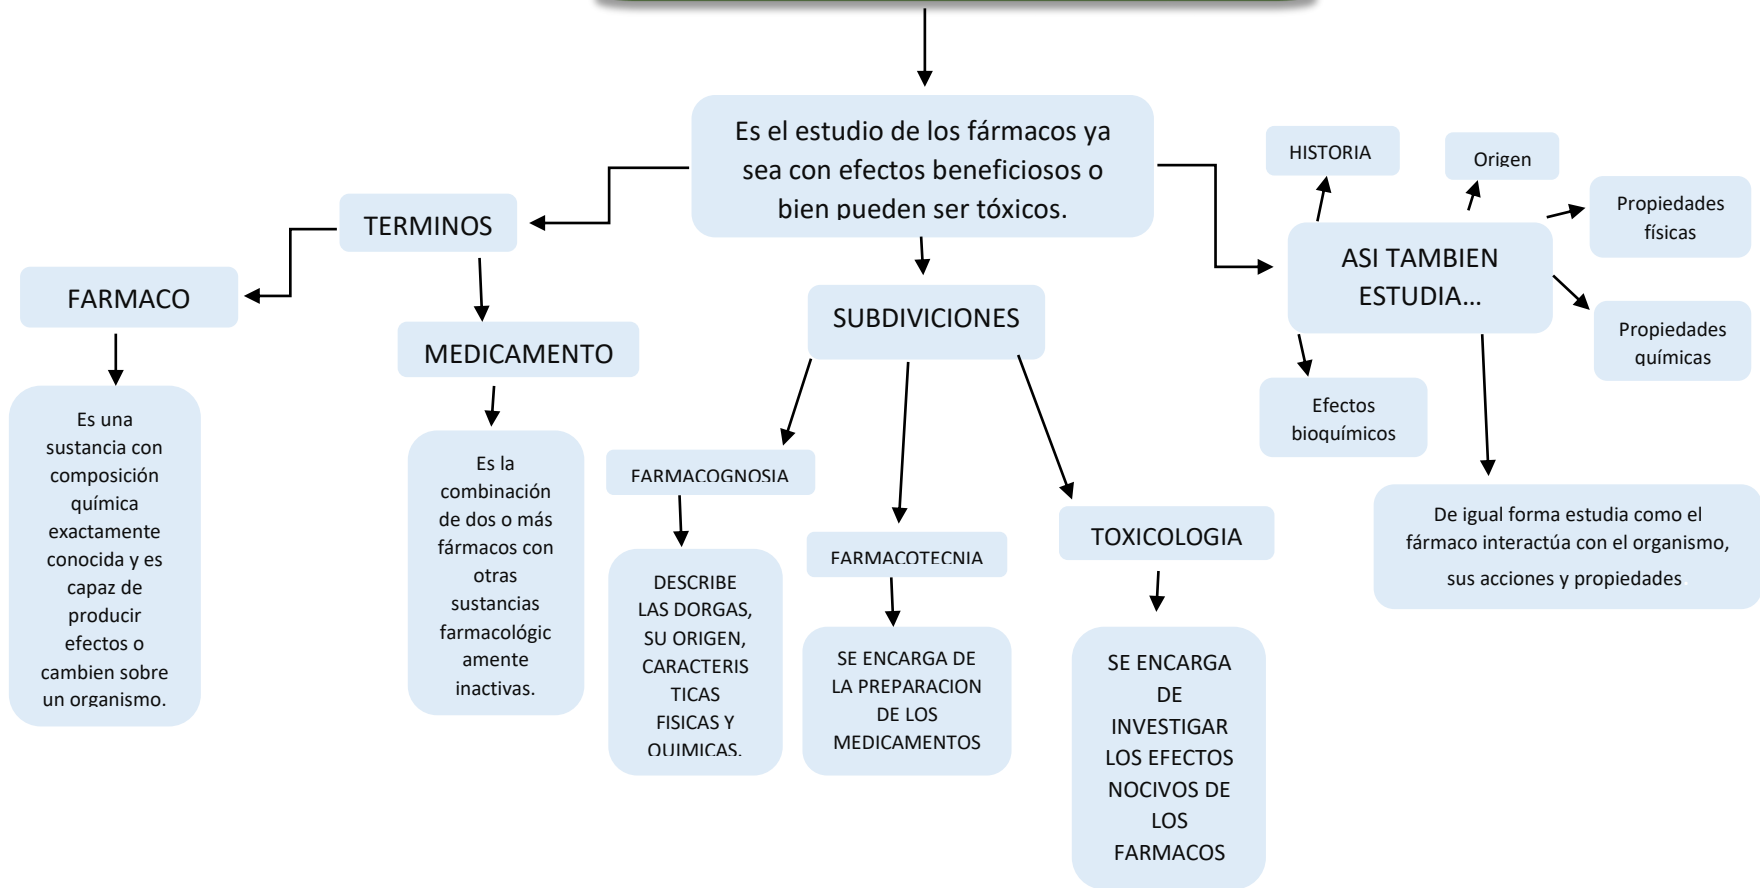 Es el estudio de los fármacos ya
sea con efectos beneficiosos o
bien pueden ser tóxicos.
TERMINOS
FARMACO
Es una
sustancia con
composición
química
exactamente
conocida y es
capaz de
producir
efectos o
cambien sobre
un organismo.
MEDICAMENTO
Es la
combinación
de dos o más
fármacos con
otras
sustancias
farmacológic
amente
inactivas.
SUBDIVICIONES
FARMACOGNOSIA
DESCRIBE
LAS DORGAS,
SU ORIGEN,
CARACTERIS
TICAS
FISICAS Y
QUIMICAS.
FARMACOTECNIA
SE ENCARGA DE
LA PREPARACION
DE LOS
MEDICAMENTOS
TOXICOLOGIA
SE ENCARGA
DE
INVESTIGAR
LOS EFECTOS
NOCIVOS DE
LOS
FARMACOS
ASI TAMBIEN
ESTUDIA...
HISTORIA
Origen
Propiedades
físicas
Propiedades
químicas
Efectos
bioquímicos
De igual forma estudia como el
fármaco interactúa con el organismo,
sus acciones y propiedades.